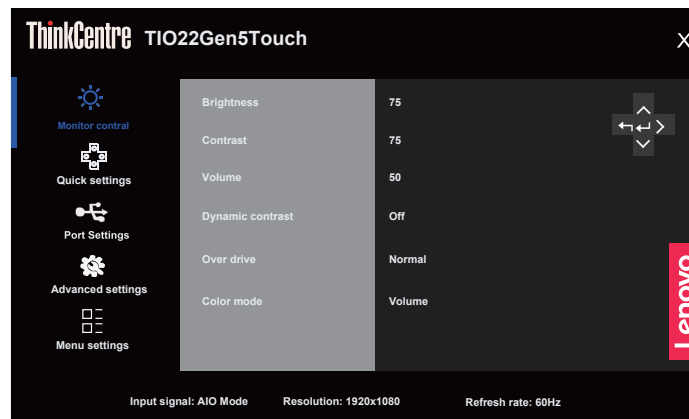 ThinkCentre TIO22Gen5Touch
X
Monitor contral
Quick settings
Port Settings
Advanced settings
Menu settings
Brightness 75
Contrast 75
Volume 50
Dynamic contrast Off
Over drive Normal
Color mode Volume
Lenovo
Input signal: AIO Mode Resolution: 1920x1080 Refresh rate: 60Hz